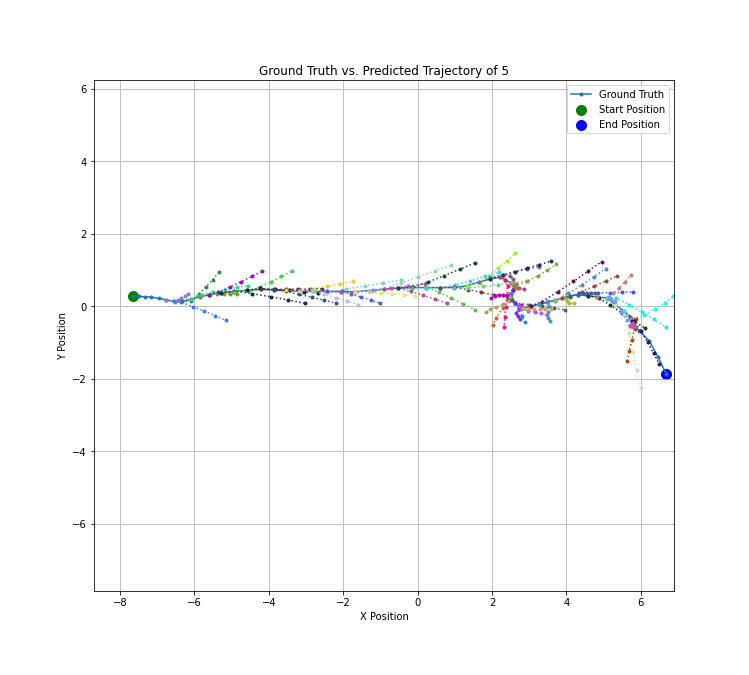 Ground Truth vs. Predicted Trajectory of 5
Ground Truth
Start Position
End Position
6
4
2
0
−2
−4
−6
Y Position
−8 −6 −4 −2 0 2 4 6
X Position